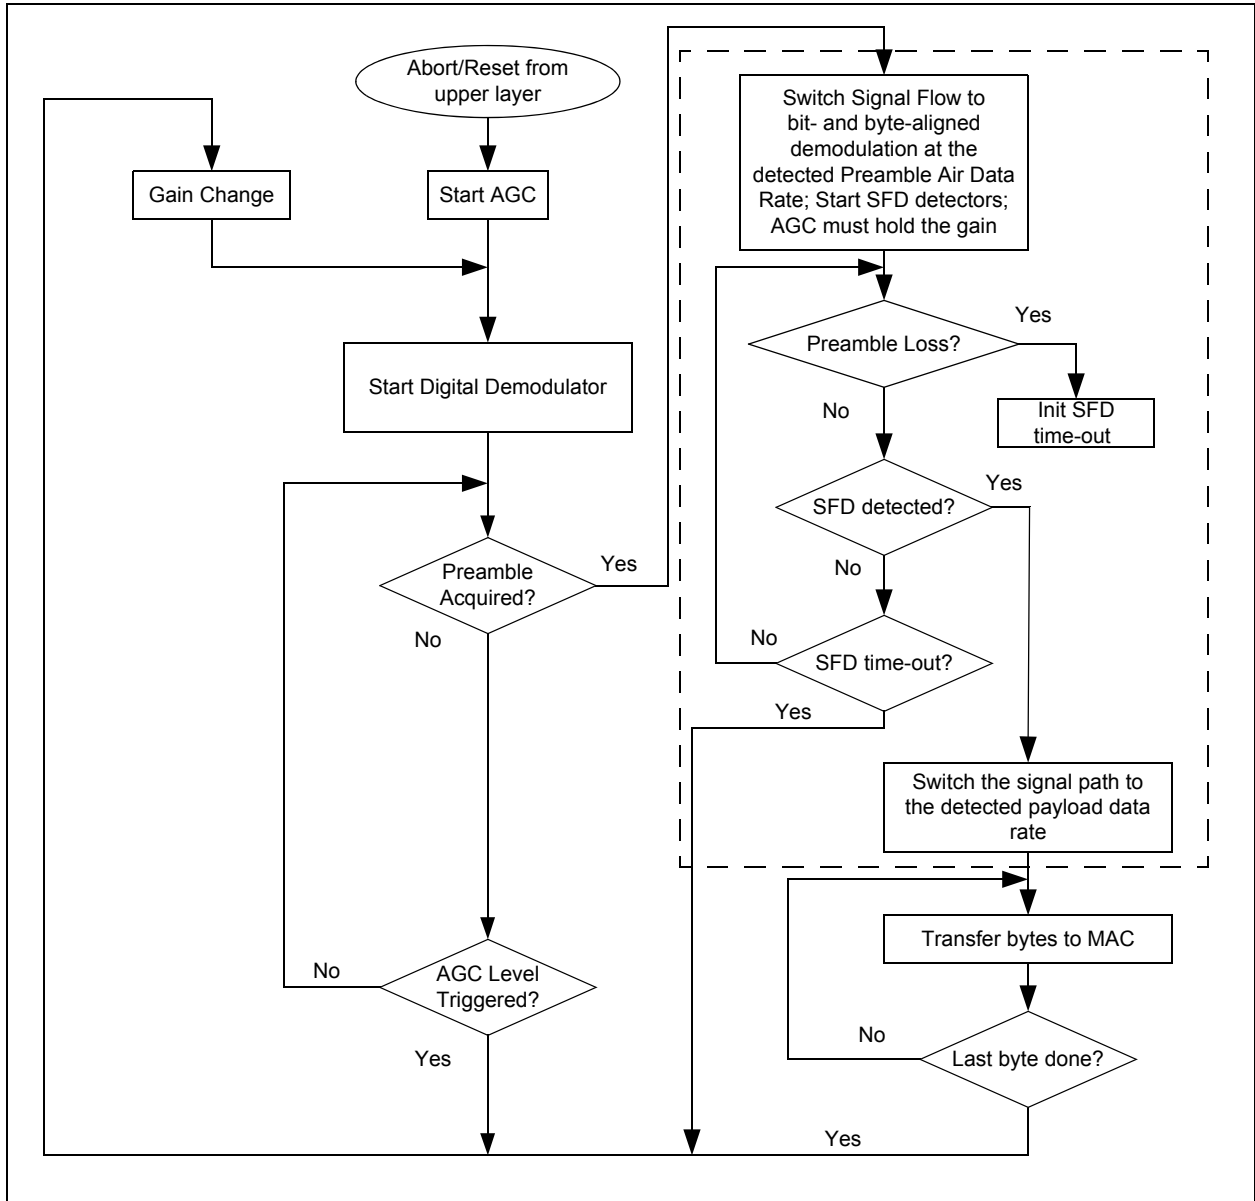 Abort/Reset from
upper layer
Gain Change
Start AGC
Start Digital Demodulator
Preamble
Acquired?
Yes
No
AGC Level
Triggered?
No
Yes
Switch Signal Flow to
bit- and byte-aligned
demodulation at the
detected Preamble Air Data
Rate; Start SFD detectors;
AGC must hold the gain
Preamble Loss?
Yes
No
Init SFD
time-out
SFD detected?
Yes
No
SFD time-out?
No
Yes
Switch the signal path to
the detected payload data
rate
Transfer bytes to MAC
Last byte done?
No
Yes